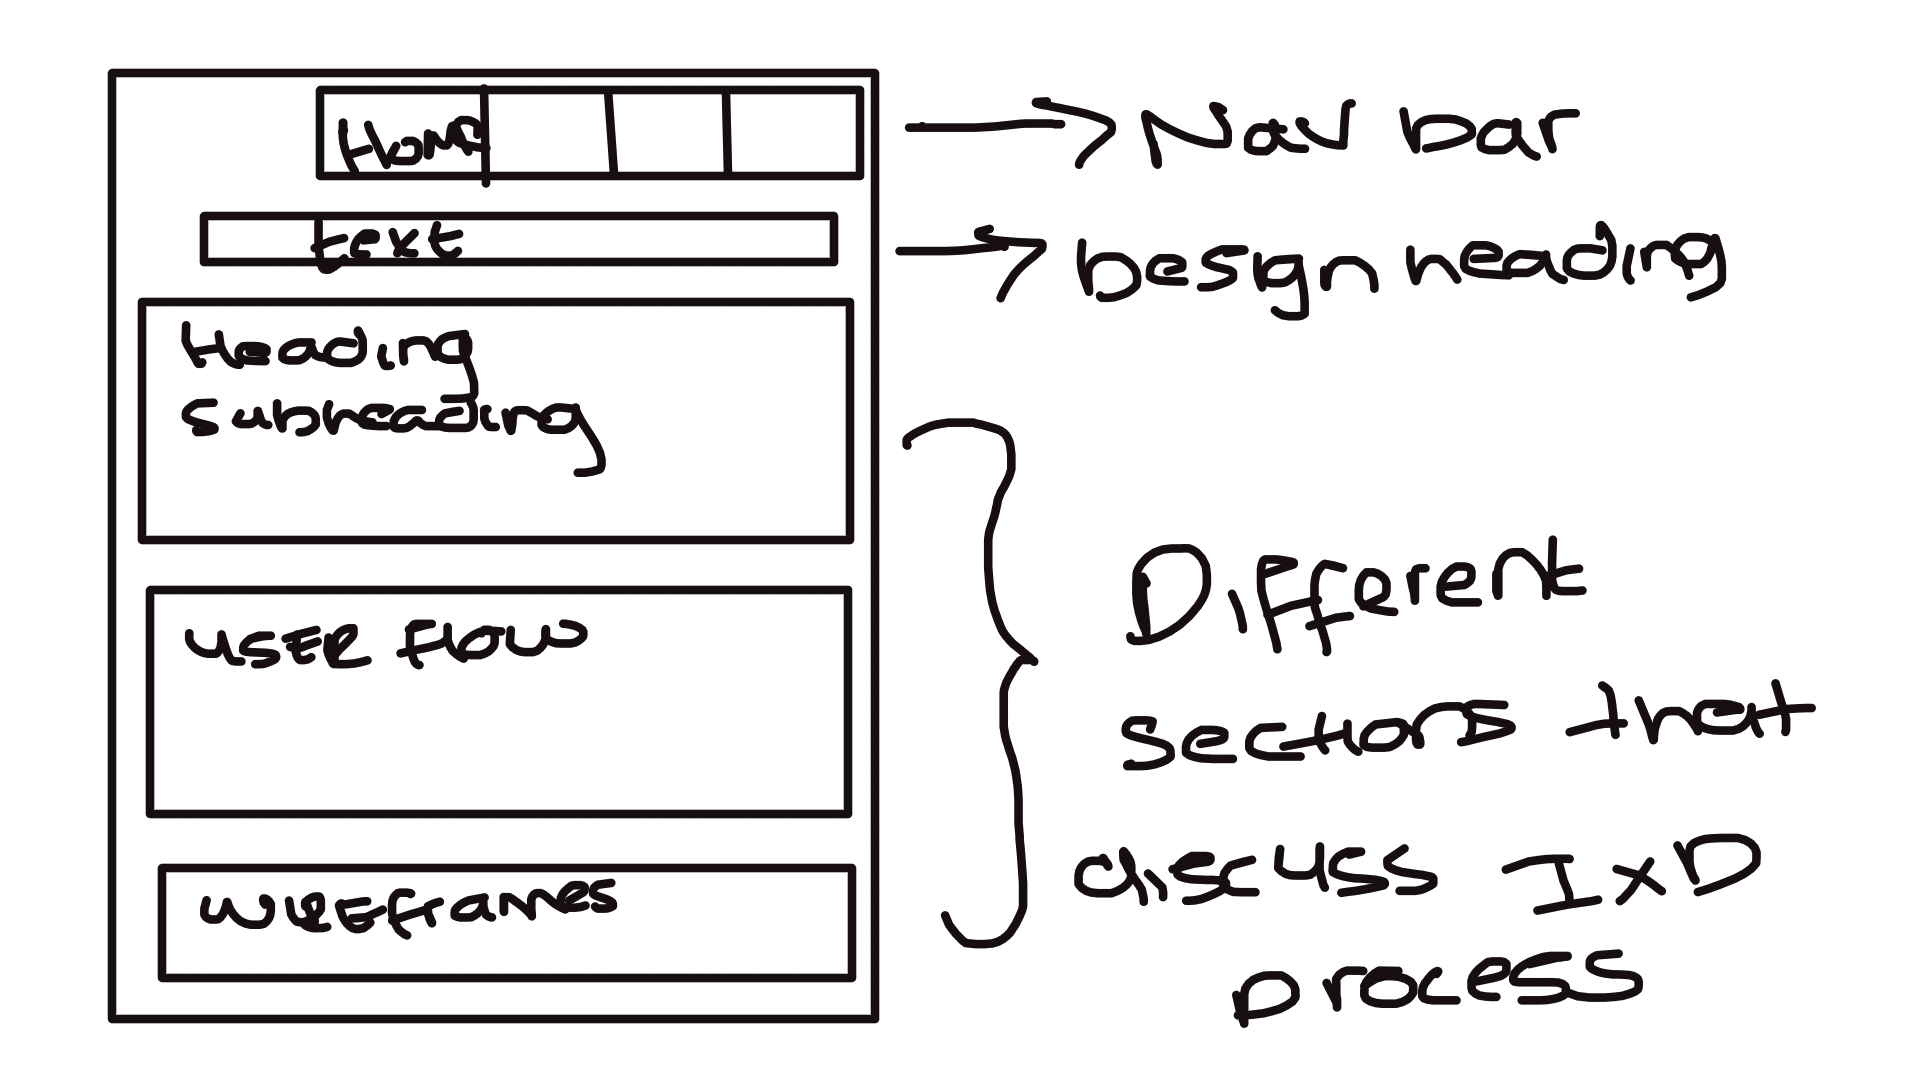 Home
Nav bar
text
Design heading
Heading
subheading
Different
USER flow
sections that
discuss IxD
WIREframes
process